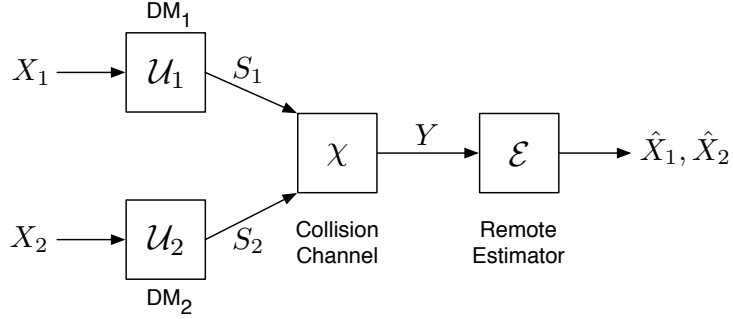 DM₁
X₁ 𝒰₁ S₁
χ Y ℰ X̂₁, X̂₂
X₂ 𝒰₂ S₂
Collision Remote
Channel Estimator
DM₂